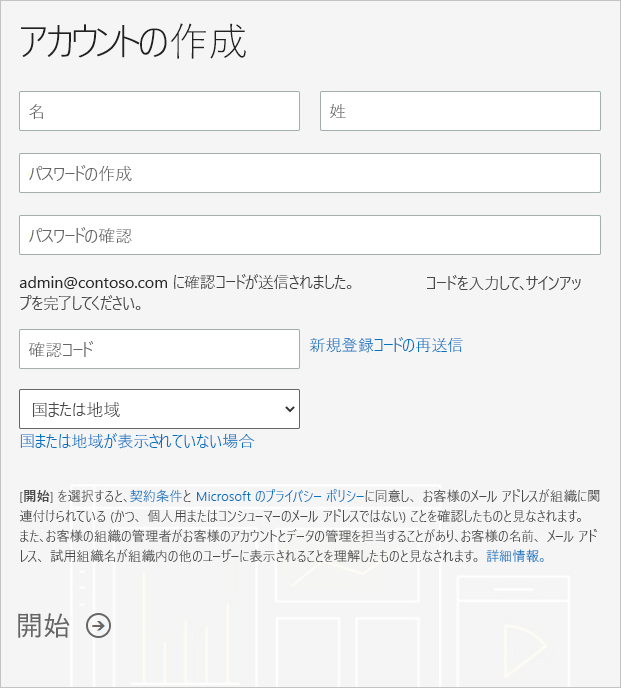 アカウントの作成
名 姓
パスワードの作成
パスワードの確認
admin@contoso.com に確認コードが送信されました。 コードを入力して、サインアッ
プを完了してください。
確認コード 新規登録コードの再送信
国または地域
国または地域が表示されていない場合
[開始] を選択すると、契約条件と Microsoft のプライバシー ポリシーに同意し、お客様のメール アドレスが組織に関
連付けられている (かつ、個人用またはコンシューマーのメール アドレスではない) ことを確認したものと見なされます。
また、お客様の組織の管理者がお客様のアカウントとデータの管理を担当することがあり、お客様の名前、メール アド
レス、試用組織名が組織内の他のユーザーに表示されることを理解したものと見なされます。 詳細情報。
開始